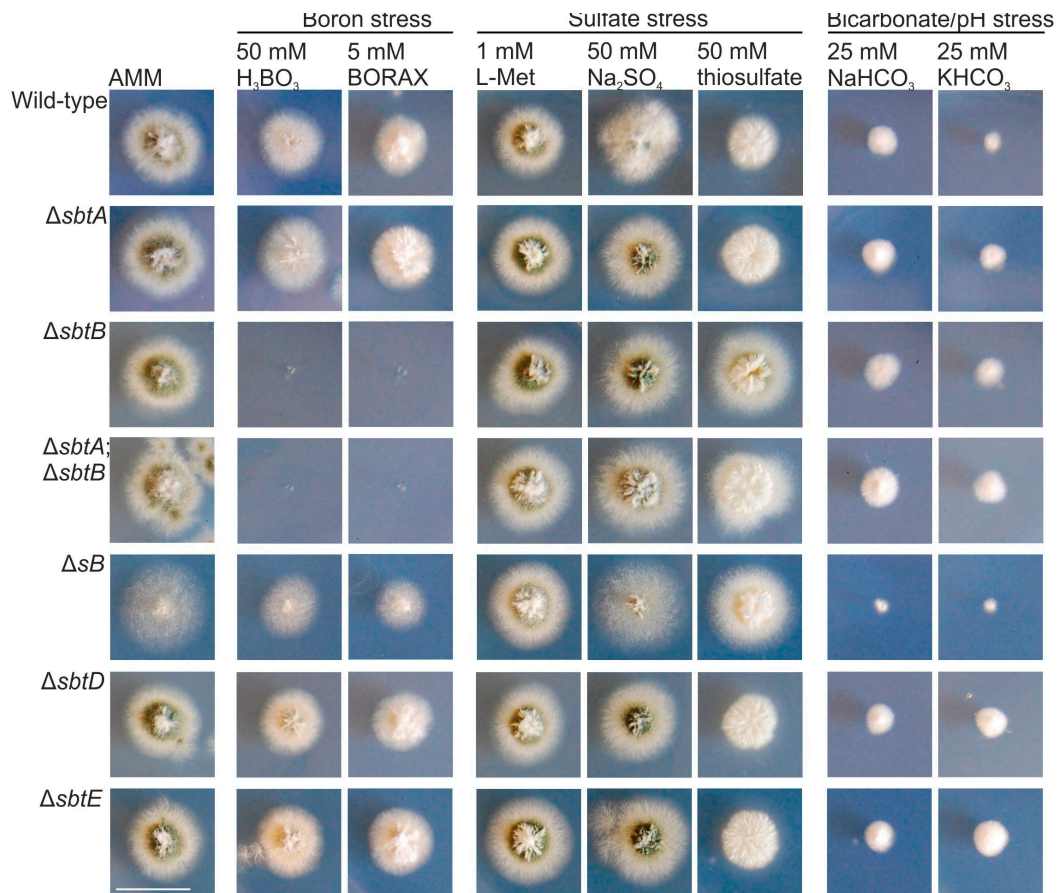 Boron stress
Sulfate stress
Bicarbonate/pH stress
AMM
50 mM
H₃BO₃
5 mM
BORAX
1 mM
L-Met
50 mM
Na₂SO₄
50 mM
thiosulfate
25 mM
NaHCO₃
25 mM
KHCO₃
Wild-type
ΔsbtA
ΔsbtB
ΔsbtA;
ΔsbtB
ΔsB
ΔsbtD
ΔsbtE